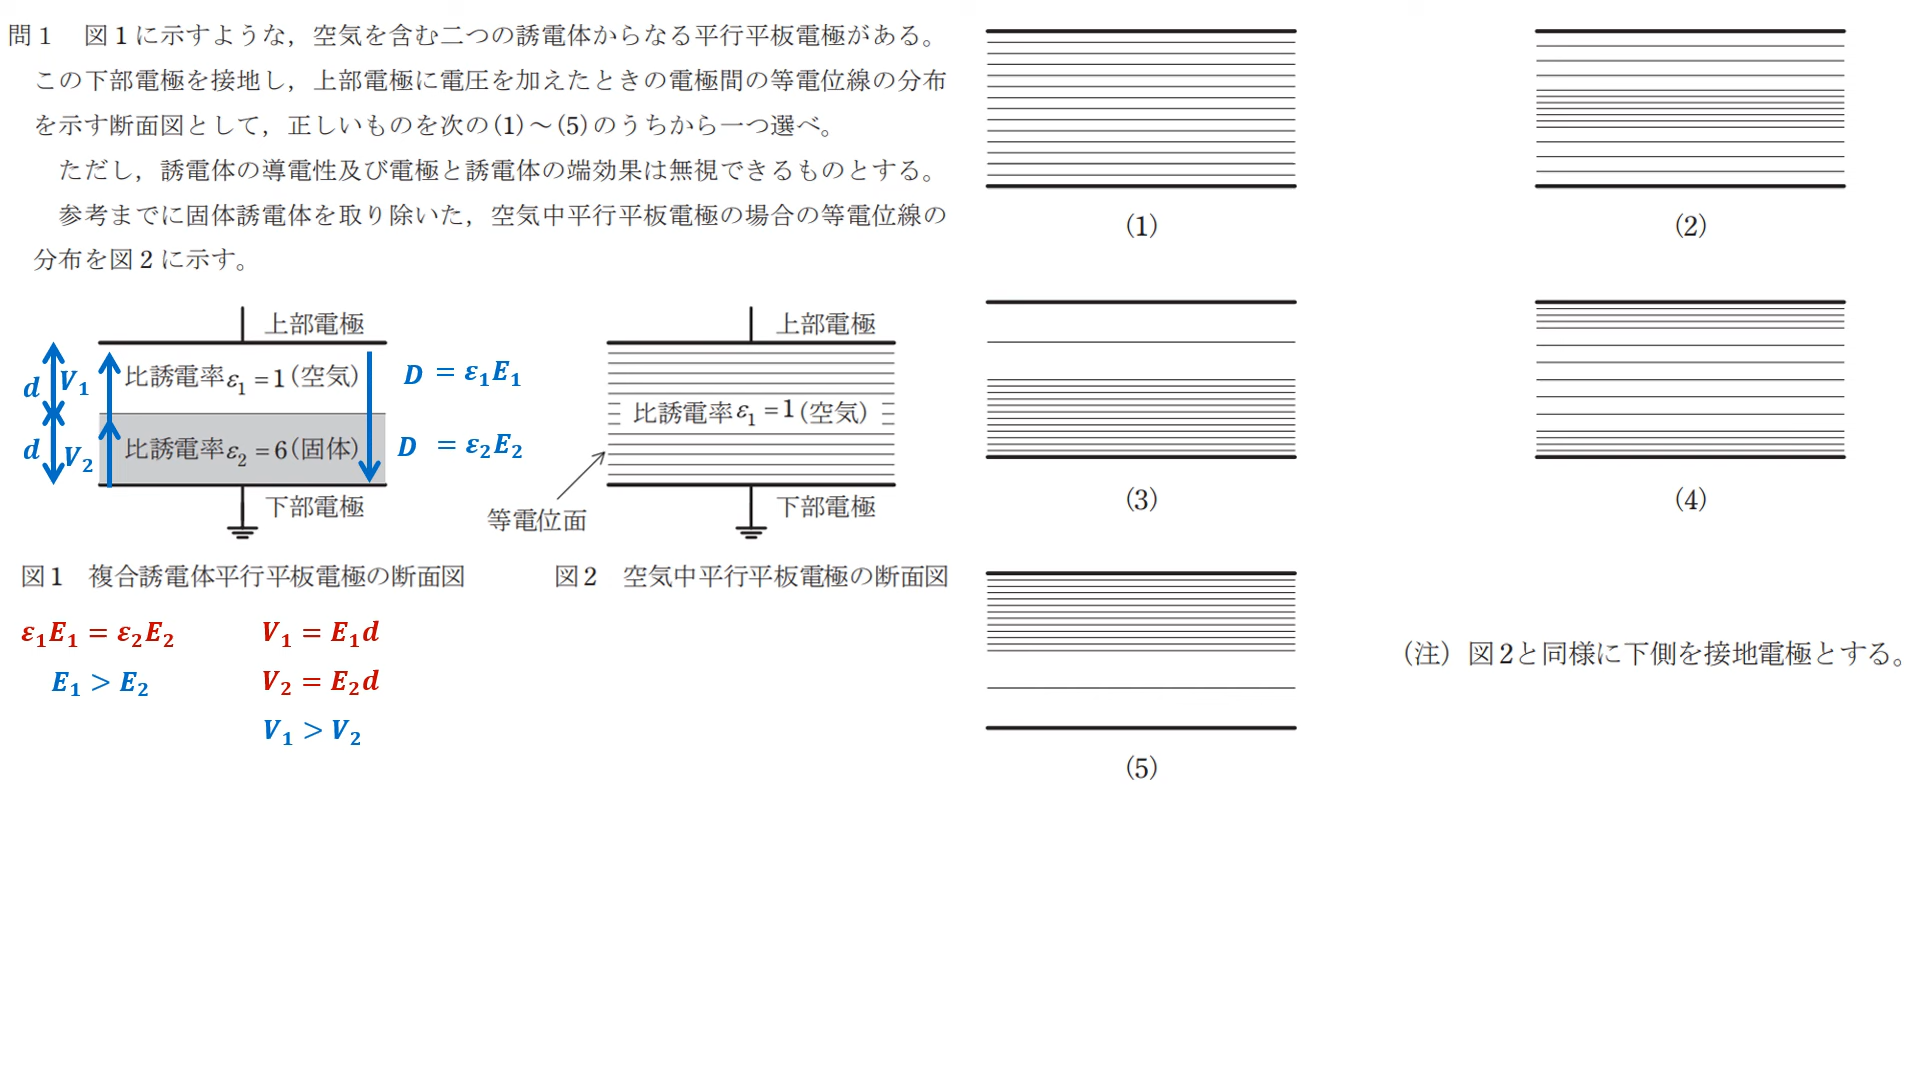 問1　図1に示すような，空気を含む二つの誘電体からなる平行平板電極がある。
この下部電極を接地し，上部電極に電圧を加えたときの電極間の等電位線の分布
を示す断面図として，正しいものを次の(1)～(5)のうちから一つ選べ。
ただし，誘電体の導電性及び電極と誘電体の端効果は無視できるものとする。
参考までに固体誘電体を取り除いた，空気中平行平板電極の場合の等電位線の
分布を図2に示す。
上部電極
d V₁ 比誘電率ε₁＝1(空気) D = ε₁E₁
d V₂ 比誘電率ε₂＝6(固体) D = ε₂E₂
下部電極
上部電極
比誘電率ε₁＝1(空気)
下部電極
等電位面
図1　複合誘電体平行平板電極の断面図
図2　空気中平行平板電極の断面図
ε₁E₁ = ε₂E₂
E₁ > E₂
V₁ = E₁d
V₂ = E₂d
V₁ > V₂
(1)
(2)
(3)
(4)
(5)
（注）図2と同様に下側を接地電極とする。